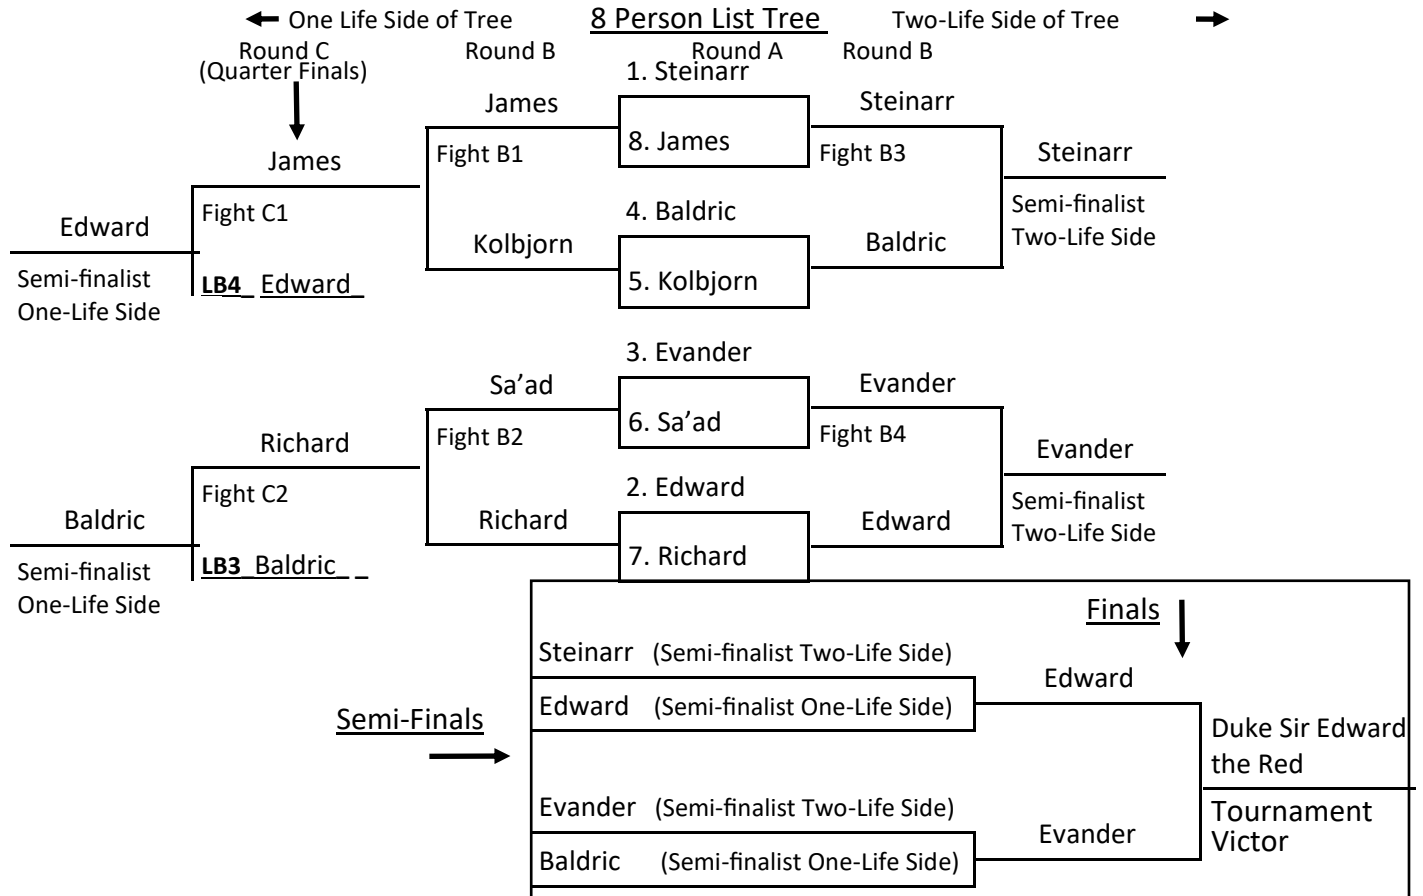 One Life Side of Tree 8 Person List Tree Two-Life Side of Tree
Round C Round B Round A Round B
(Quarter Finals)
1. Steinarr
James Steinarr
8. James
Fight B1 Fight B3
James Steinarr
Fight C1 Semi-finalist
4. Baldric
Edward Two-Life Side
Kolbjorn Baldric
Semi-finalist LB4_ Edward_ 5. Kolbjorn
One-Life Side
3. Evander
Sa’ad Evander
6. Sa’ad
Fight B2 Fight B4
Richard Evander
Fight C2 2. Edward Semi-finalist
Baldric Richard Edward Two-Life Side
7. Richard
Semi-finalist LB3_Baldric_ _
One-Life Side
Finals
Steinarr (Semi-finalist Two-Life Side)
Edward
Edward (Semi-finalist One-Life Side)
Semi-Finals
Duke Sir Edward
the Red
Evander (Semi-finalist Two-Life Side)
Tournament
Evander
Victor
Baldric (Semi-finalist One-Life Side)